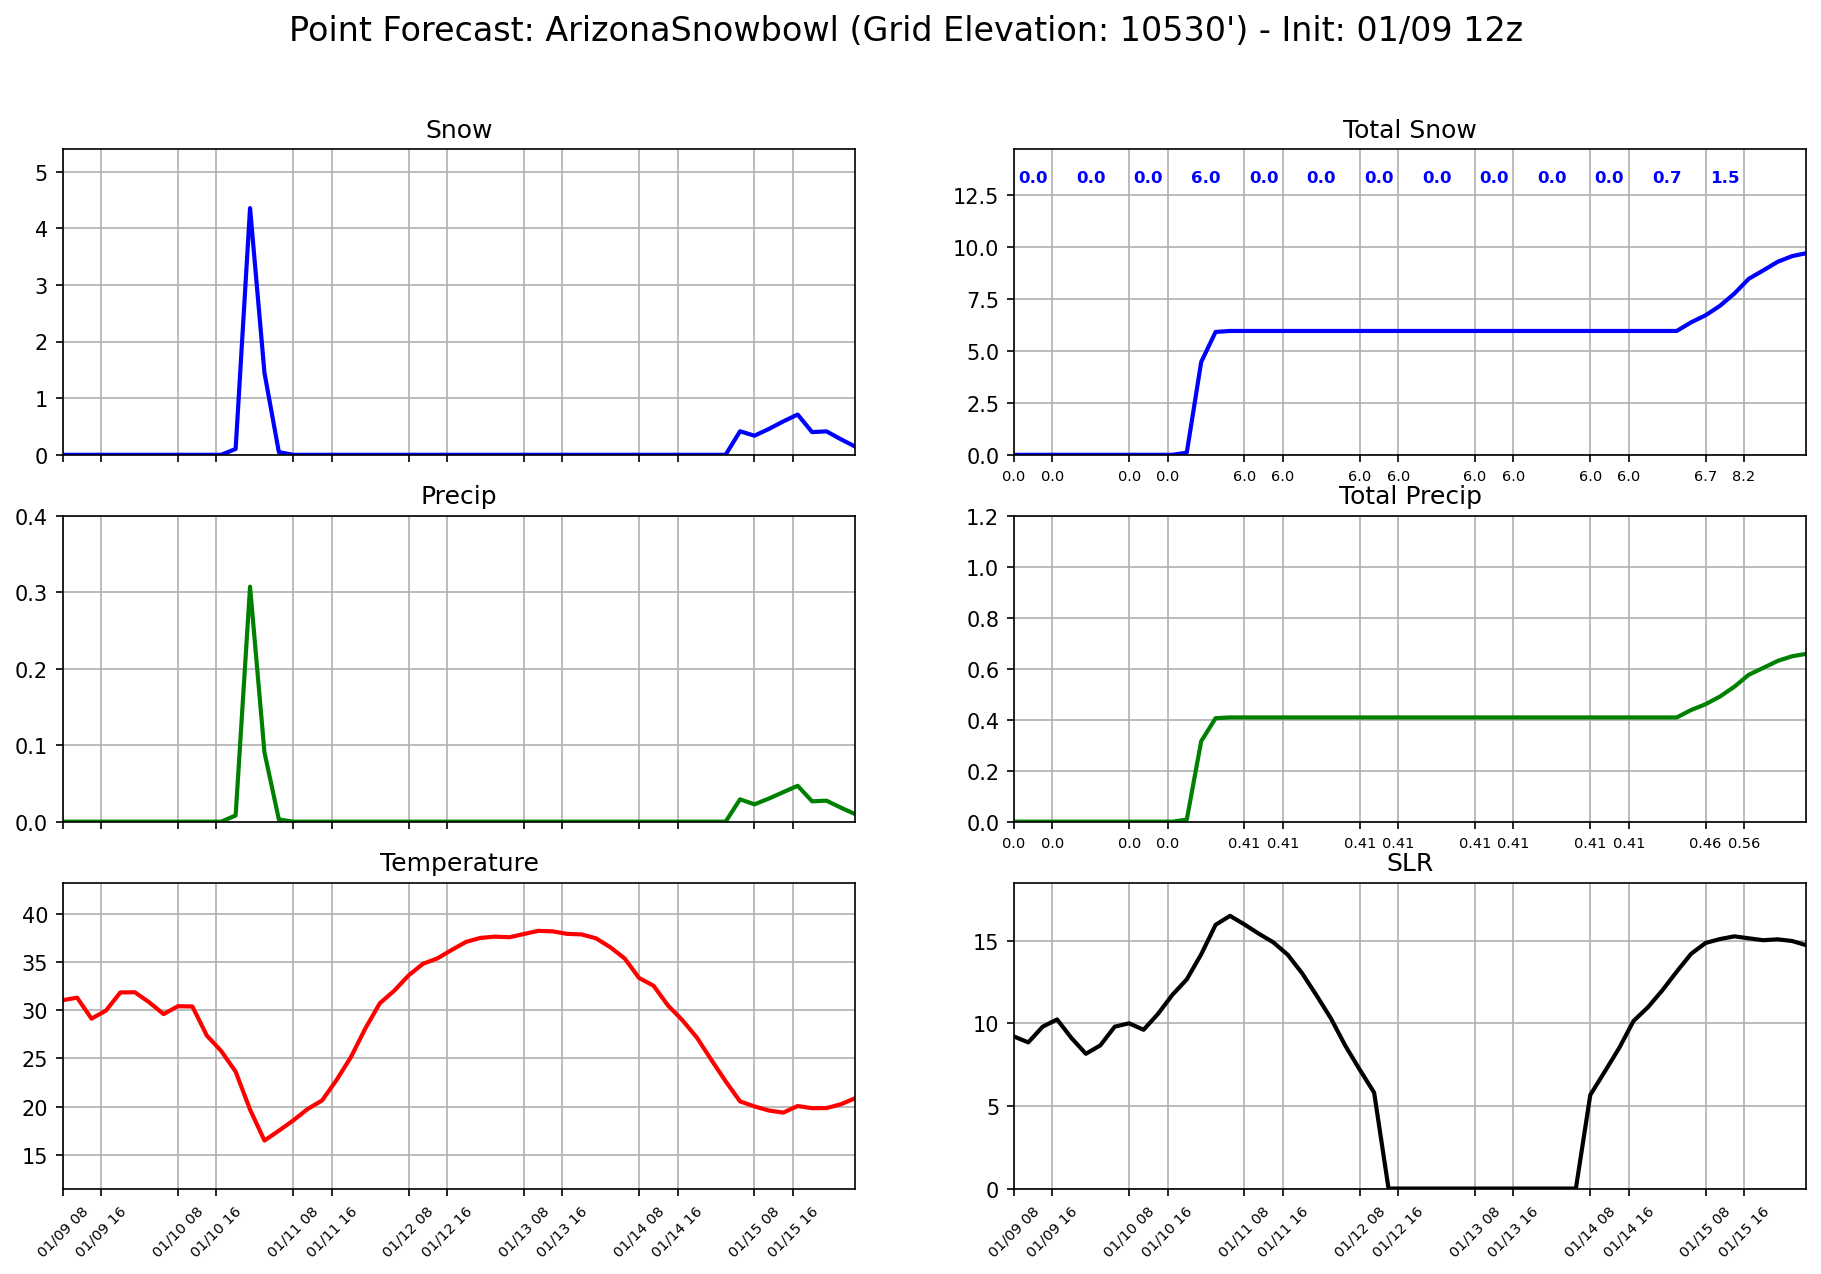 Point Forecast: ArizonaSnowbowl (Grid Elevation: 10530') - Init: 01/09 12z
Snow
5
4
3
2
1
0
Total Snow
0.0 0.0 0.0 6.0 0.0 0.0 0.0 0.0 0.0 0.0 0.0 0.7 1.5
12.5
10.0
7.5
5.0
2.5
0.0
0.0 0.0 0.0 0.0 6.0 6.0 6.0 6.0 6.0 6.0 6.0 6.0 6.7 8.2
Precip
0.4
0.3
0.2
0.1
0.0
Total Precip
1.2
1.0
0.8
0.6
0.4
0.2
0.0
0.0 0.0 0.0 0.0 0.41 0.41 0.41 0.41 0.41 0.41 0.41 0.41 0.46 0.56
Temperature
40
35
30
25
20
15
01/09 08 01/09 16 01/10 08 01/10 16 01/11 08 01/11 16 01/12 08 01/12 16 01/13 08 01/13 16 01/14 08 01/14 16 01/15 08 01/15 16
SLR
15
10
5
0
01/09 08 01/09 16 01/10 08 01/10 16 01/11 08 01/11 16 01/12 08 01/12 16 01/13 08 01/13 16 01/14 08 01/14 16 01/15 08 01/15 16